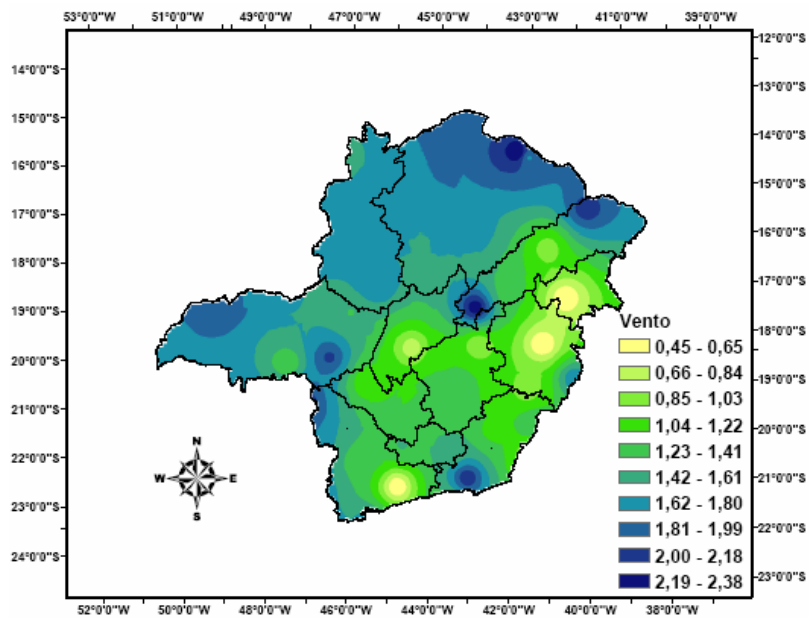 53°0'0"W 51°0'0"W 49°0'0"W 47°0'0"W 45°0'0"W 43°0'0"W 41°0'0"W 39°0'0"W
14°0'0"S
15°0'0"S
16°0'0"S
17°0'0"S
18°0'0"S
19°0'0"S
20°0'0"S
21°0'0"S
22°0'0"S
23°0'0"S
24°0'0"S
12°0'0"S
13°0'0"S
14°0'0"S
15°0'0"S
16°0'0"S
17°0'0"S
18°0'0"S
19°0'0"S
20°0'0"S
21°0'0"S
22°0'0"S
23°0'0"S
Vento
0,45 - 0,65
0,66 - 0,84
0,85 - 1,03
1,04 - 1,22
1,23 - 1,41
1,42 - 1,61
1,62 - 1,80
1,81 - 1,99
2,00 - 2,18
2,19 - 2,38
N
W E
S
52°0'0"W 50°0'0"W 48°0'0"W 46°0'0"W 44°0'0"W 42°0'0"W 40°0'0"W 38°0'0"W